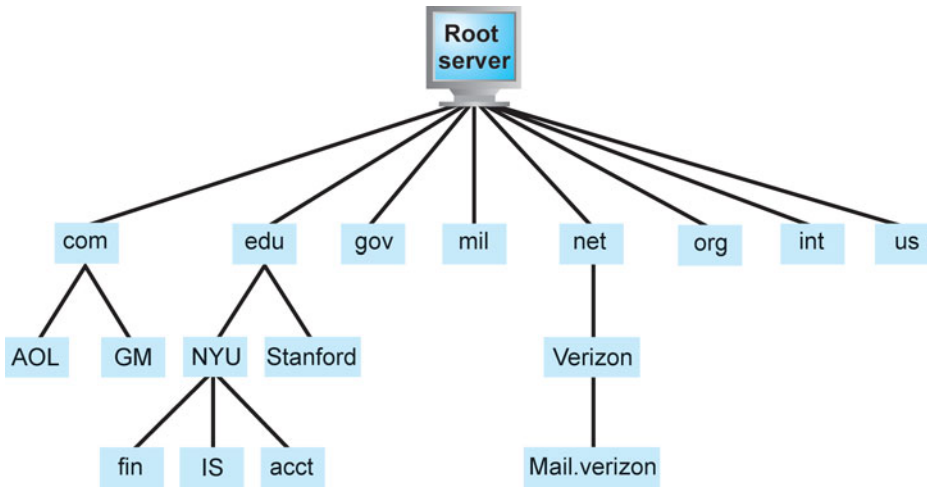 Root
server
com
edu
gov
mil
net
org
int
us
AOL
GM
NYU
Stanford
Verizon
fin
IS
acct
Mail.verizon